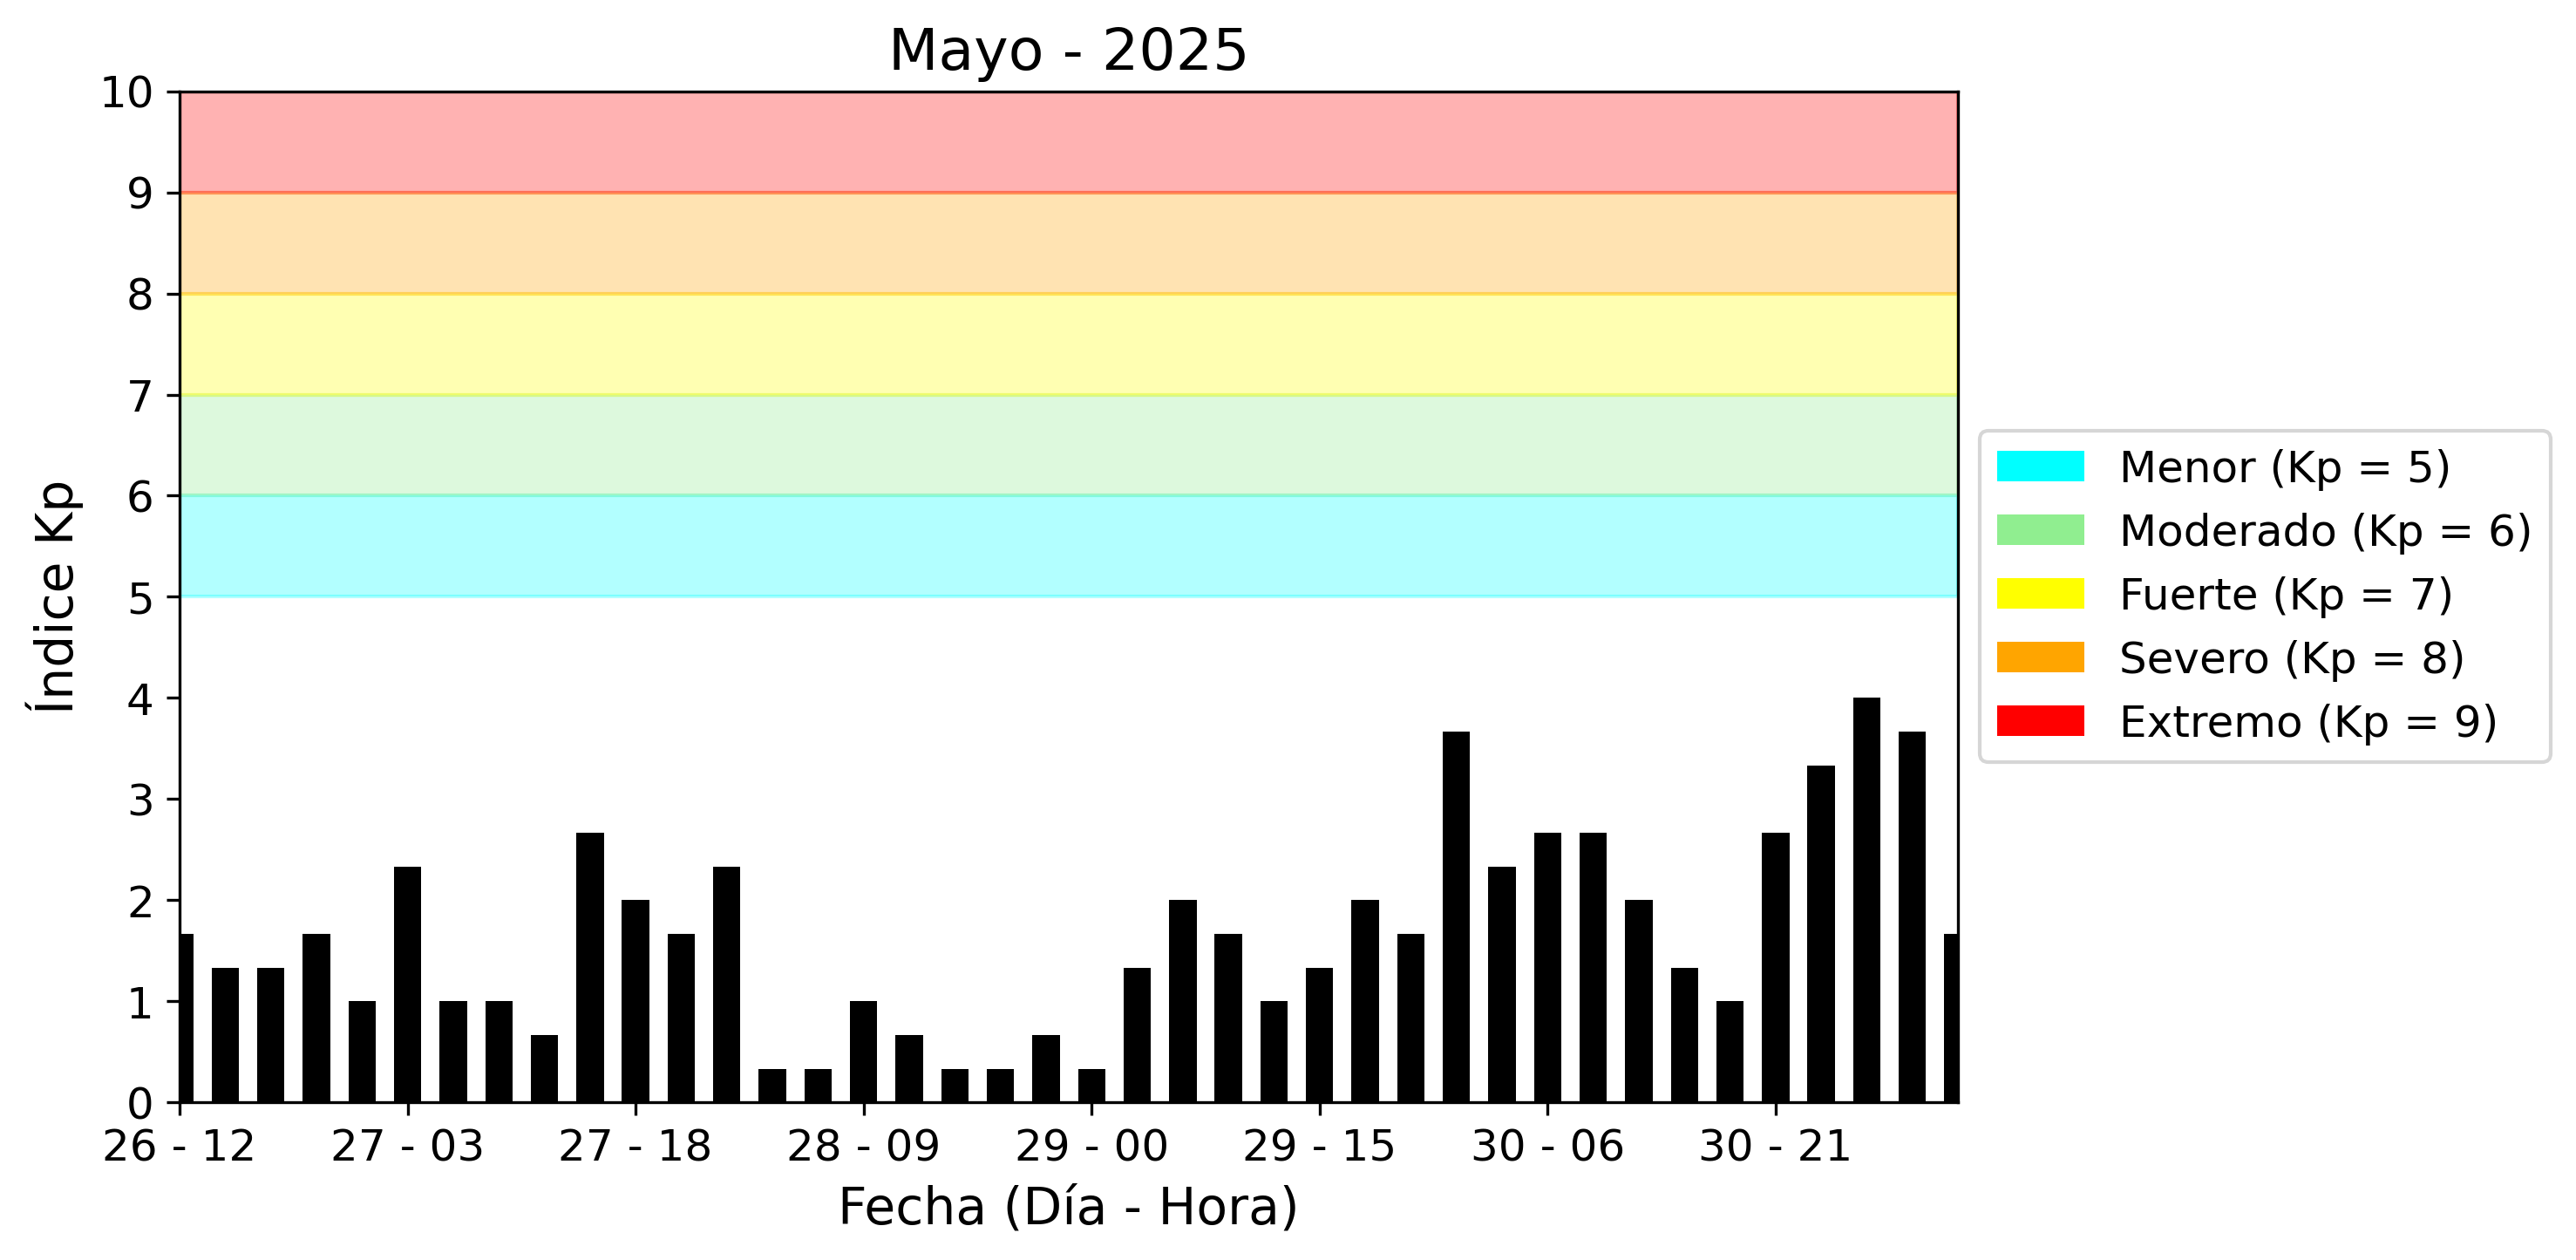 Mayo - 2025
10
9
8
7
6
5
4
3
2
1
0
Índice Kp
26 - 12
27 - 03
27 - 18
28 - 09
29 - 00
29 - 15
30 - 06
30 - 21
Fecha (Día - Hora)
Menor (Kp = 5)
Moderado (Kp = 6)
Fuerte (Kp = 7)
Severo (Kp = 8)
Extremo (Kp = 9)